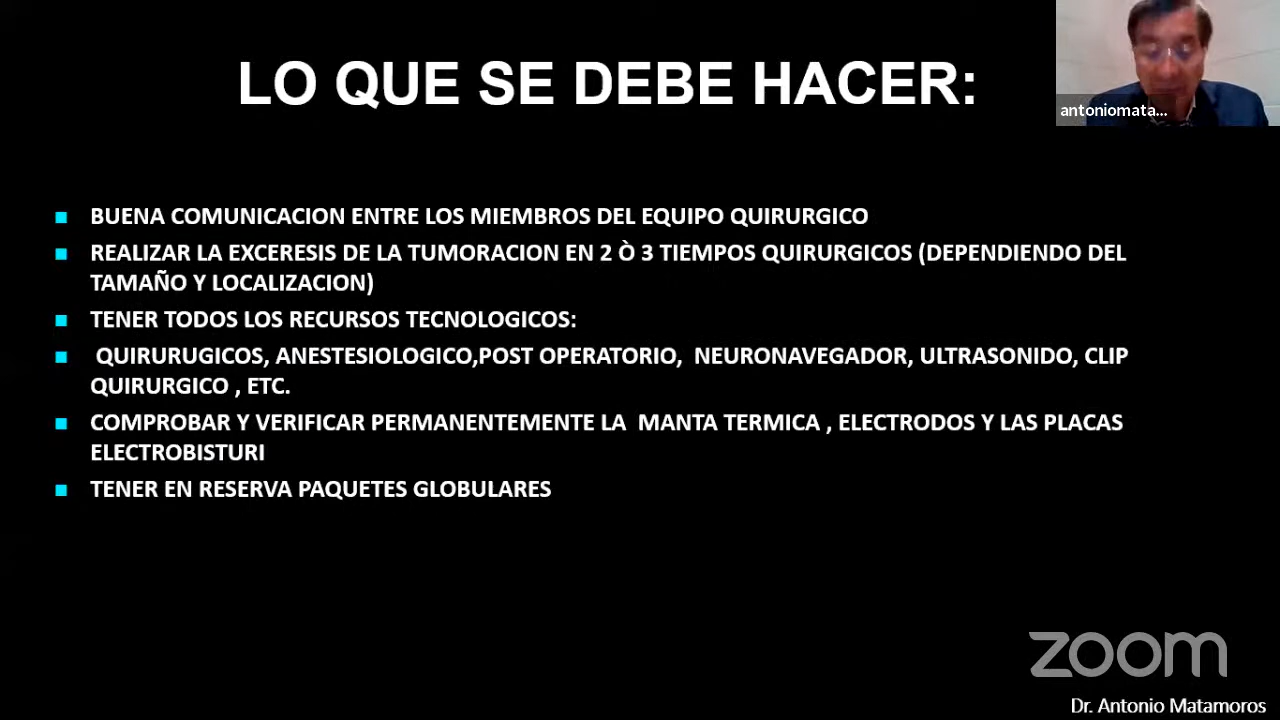 LO QUE SE DEBE HACER:
antoniomata...
BUENA COMUNICACION ENTRE LOS MIEMBROS DEL EQUIPO QUIRURGICO
REALIZAR LA EXCERESIS DE LA TUMORACION EN 2 Ò 3 TIEMPOS QUIRURGICOS (DEPENDIENDO DEL
TAMAÑO Y LOCALIZACION)
TENER TODOS LOS RECURSOS TECNOLOGICOS:
QUIRURUGICOS, ANESTESIOLOGICO,POST OPERATORIO, NEURONAVEGADOR, ULTRASONIDO, CLIP
QUIRURGICO , ETC.
COMPROBAR Y VERIFICAR PERMANENTEMENTE LA MANTA TERMICA , ELECTRODOS Y LAS PLACAS
ELECTROBISTURI
TENER EN RESERVA PAQUETES GLOBULARES
zoom
Dr. Antonio Matamoros